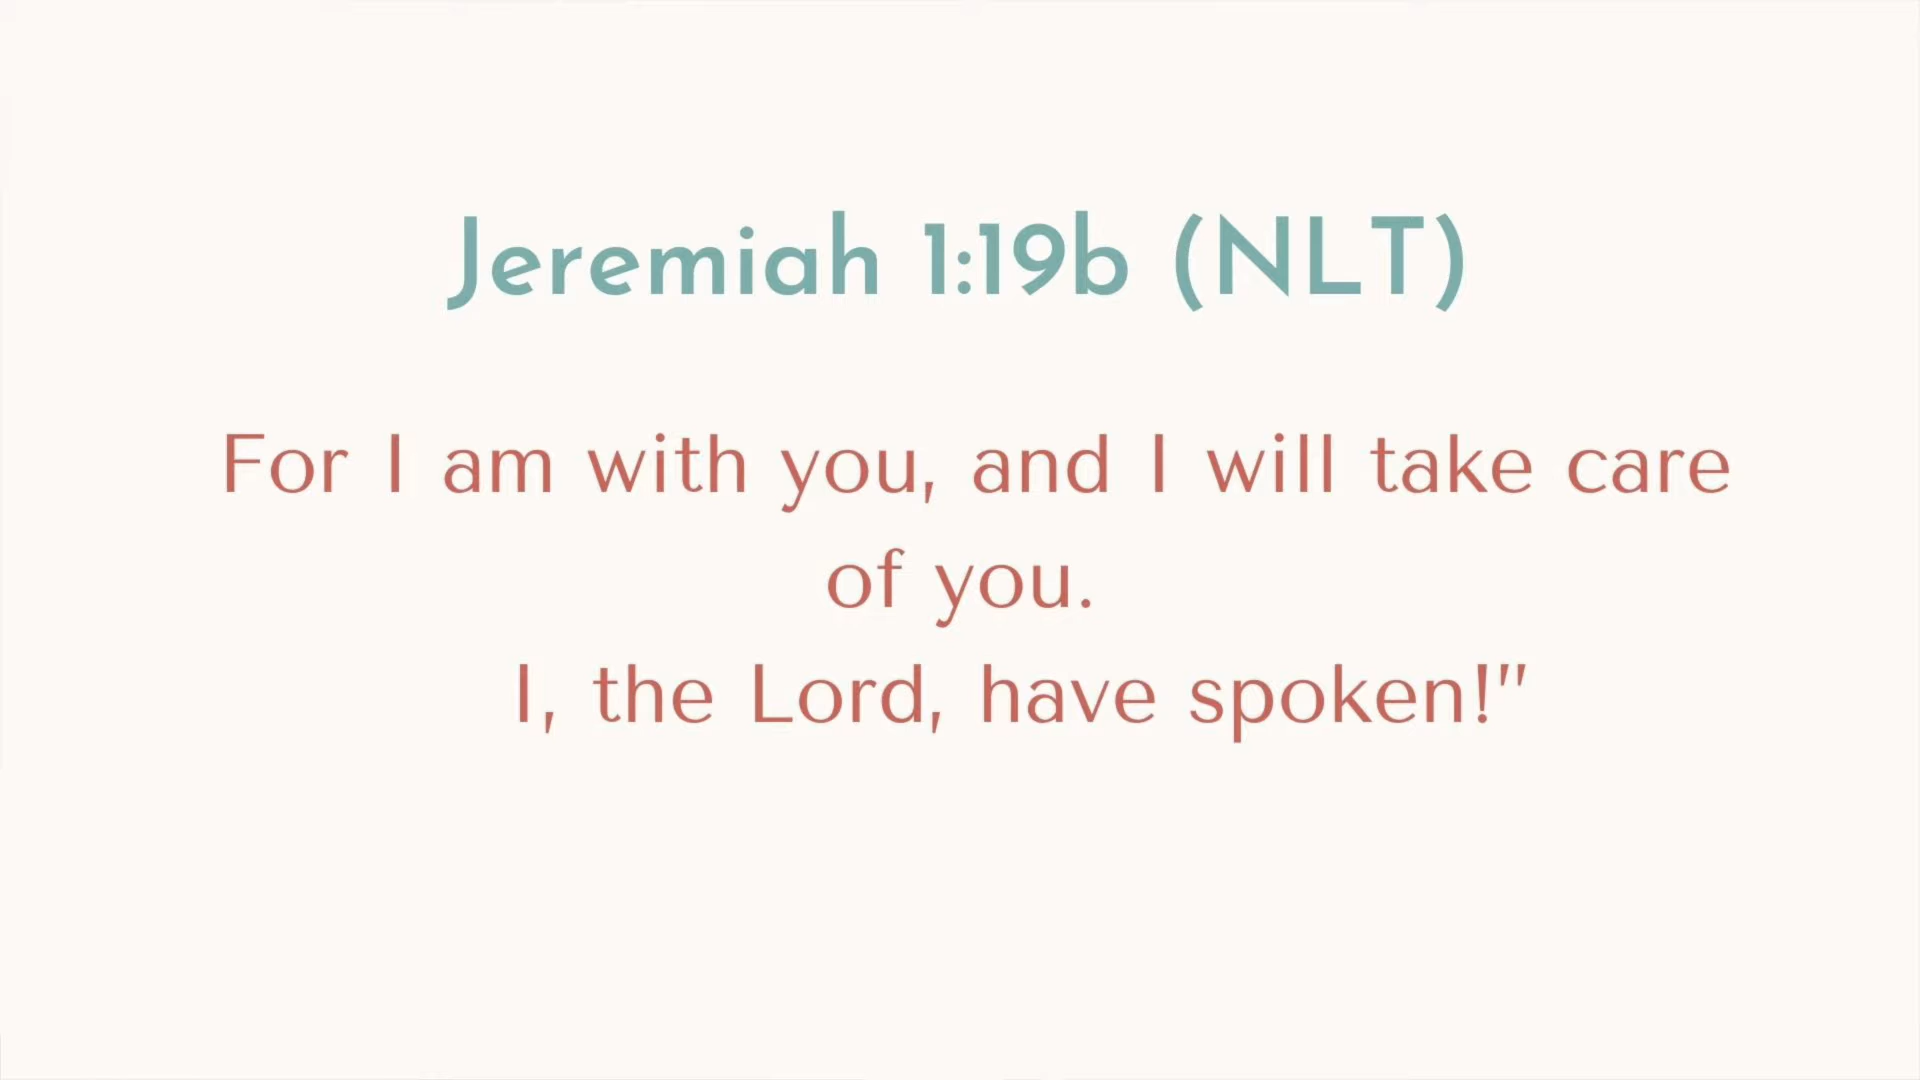 Jeremiah 1:19b (NLT)
For I am with you, and I will take care
of you.
I, the Lord, have spoken!”